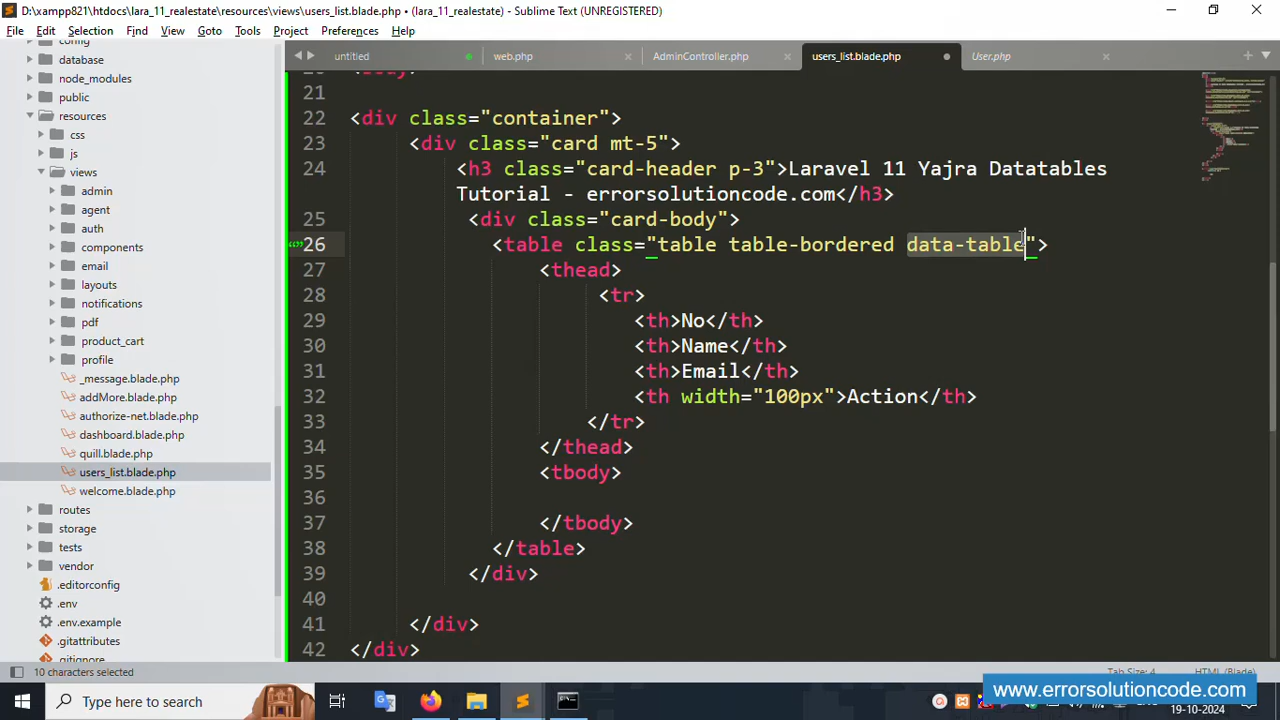 D:\xampp821\htdocs\lara_11_realestate\resources\views\users_list.blade.php • (lara_11_realestate) - Sublime Text (UNREGISTERED)
File Edit Selection Find View Goto Tools Project Preferences Help
untitled web.php AdminController.php users_list.blade.php User.php
config
database
node_modules
public
resources
css
js
views
admin
agent
auth
components
email
layouts
notifications
pdf
product_cart
profile
_message.blade.php
addMore.blade.php
authorize-net.blade.php
dashboard.blade.php
quill.blade.php
users_list.blade.php
welcome.blade.php
routes
storage
tests
vendor
.editorconfig
.env
.env.example
.gitattributes
.gitignore
20 <body>
21
22 <div class="container">
23 <div class="card mt-5">
24 <h3 class="card-header p-3">Laravel 11 Yajra Datatables
Tutorial - errorsolutioncode.com</h3>
25 <div class="card-body">
26 <table class="table table-bordered data-table">
27 <thead>
28 <tr>
29 <th>No</th>
30 <th>Name</th>
31 <th>Email</th>
32 <th width="100px">Action</th>
33 </tr>
34 </thead>
35 <tbody>
36
37 </tbody>
38 </table>
39 </div>
40
41 </div>
42 </div>
10 characters selected Tab Size: 4 HTML (Blade)
Type here to search
www.errorsolutioncode.com
19-10-2024